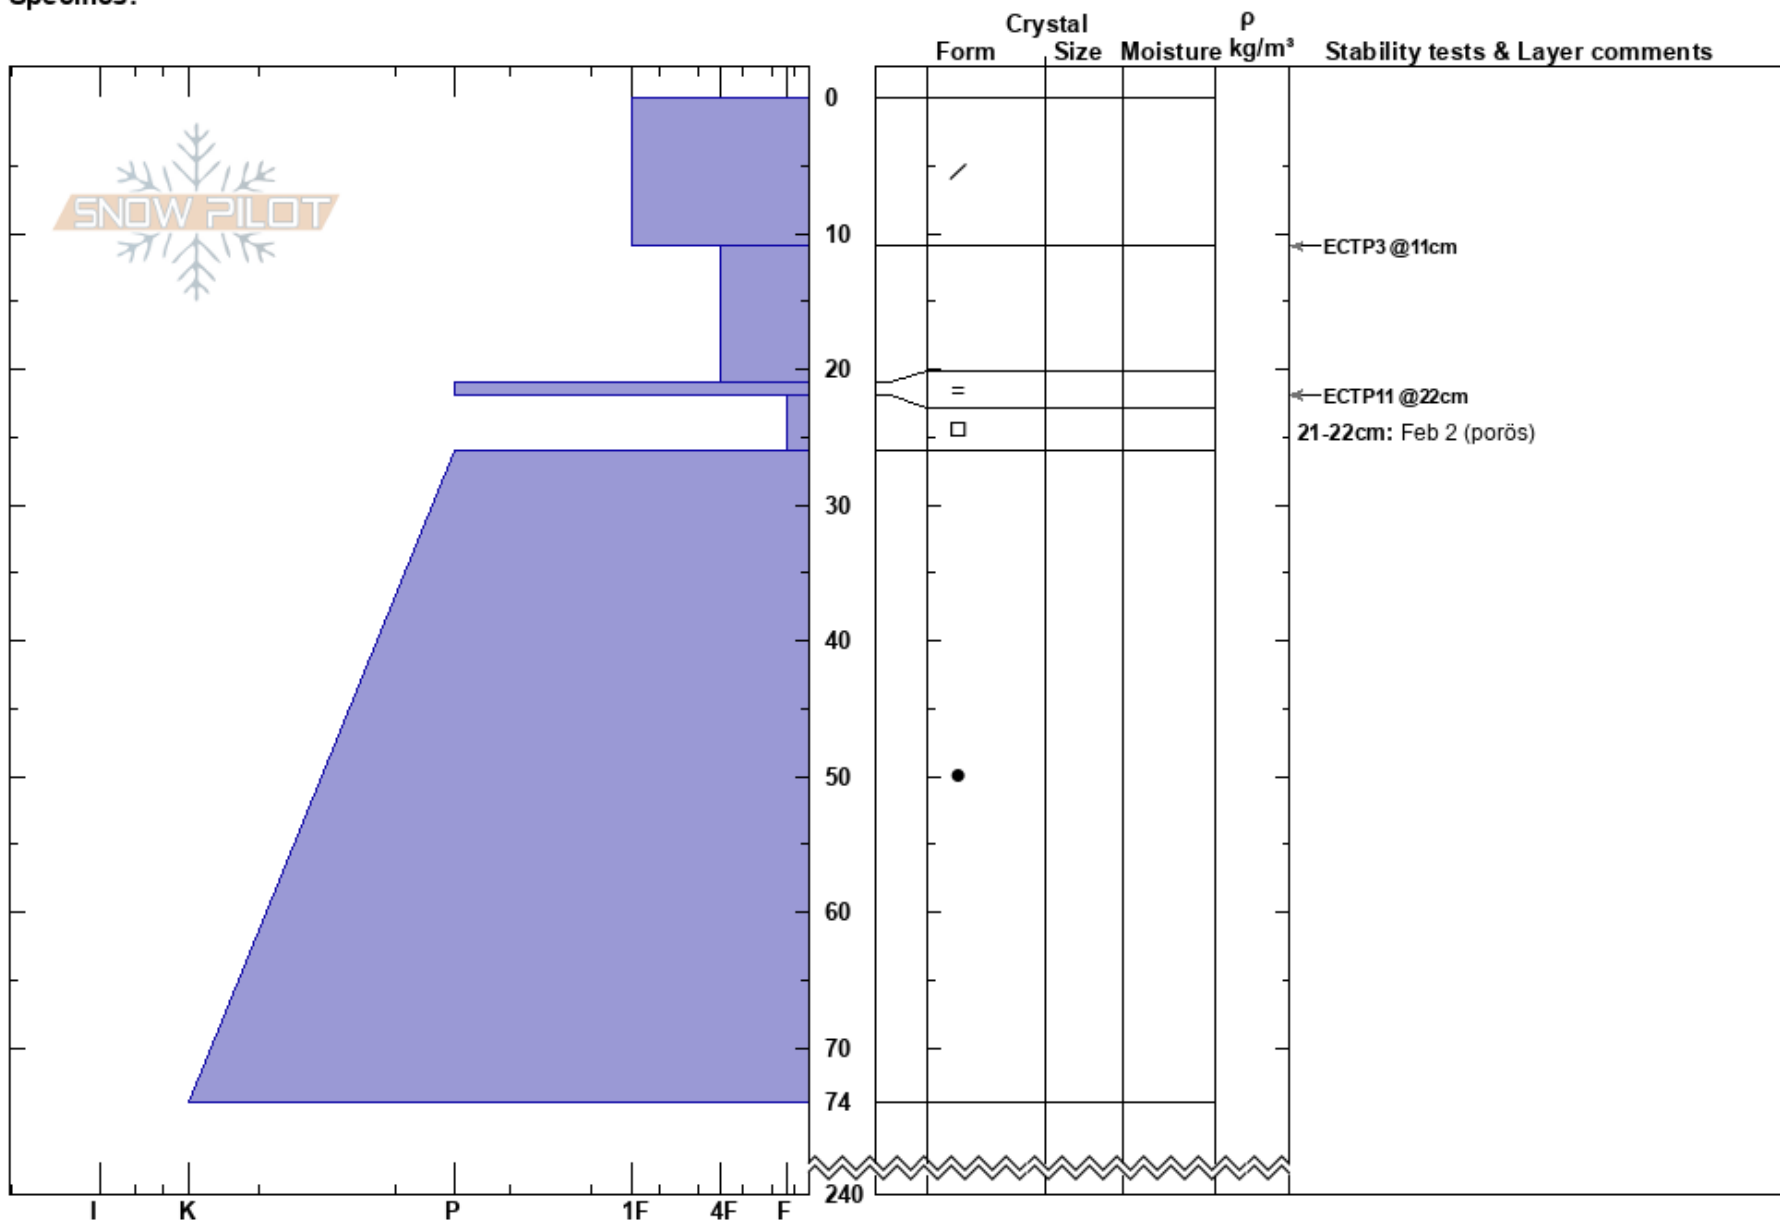 Specifics:
Crystal
ρ
Form Size Moisture kg/m³ Stability tests & Layer comments
SNOW PILOT
0
10
20
30
40
50
60
70
74
240
ECTP3 @11cm
ECTP11 @22cm
21-22cm: Feb 2 (porös)
I K P 1F 4F F